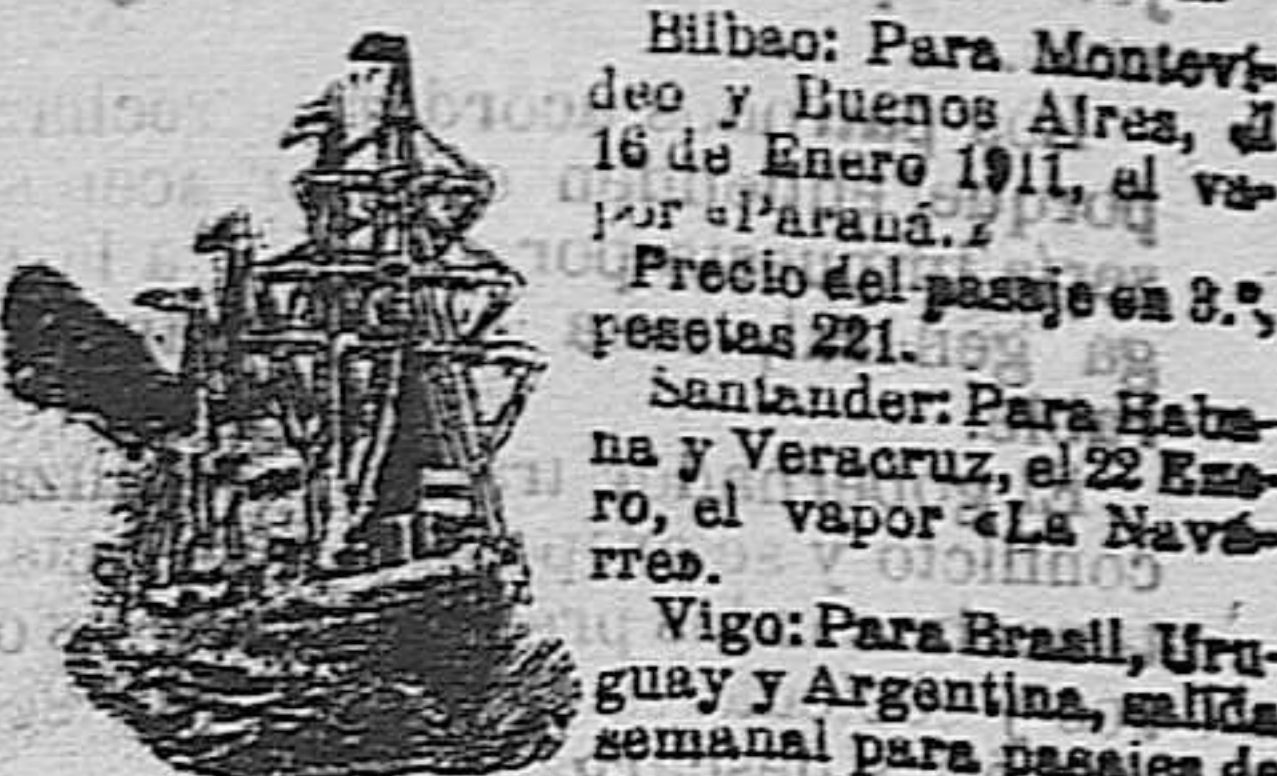 Bilbao: Para Montevi-
deo y Buenos Aires, el
16 de Enero 1911, el va-
por «Paraná.»
Precio del pasaje en 3.ª,
pesetas 221.
Santander: Para Haba-
na y Veracruz, el 22 Ene-
ro, el vapor «La Nava-
rre».
Vigo: Para Brasil, Uru-
guay y Argentina, salida
semanal para pasajes de